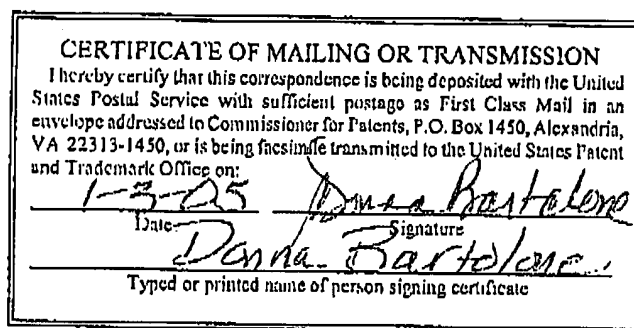 CERTIFICATE OF MAILING OR TRANSMISSION
I hereby certify that this correspondence is being deposited with the United
States Postal Service with sufficient postage as First Class Mail in an
envelope addressed to Commissioner for Patents, P.O. Box 1450, Alexandria,
VA 22313-1450, or is being facsimile transmitted to the United States Patent
and Trademark Office on:
1-3-05 Donna Bartolone
Date Signature
Donna Bartolone
Typed or printed name of person signing certificate